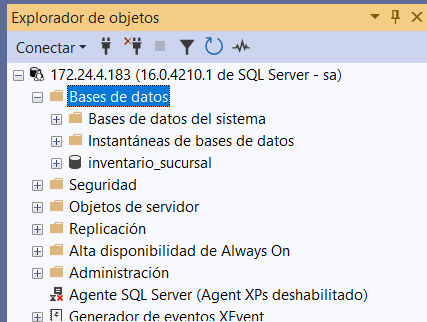 Explorador de objetos
Conectar
172.24.4.183 (16.0.4210.1 de SQL Server - sa)
Bases de datos
Bases de datos del sistema
Instantáneas de bases de datos
inventario_sucursal
Seguridad
Objetos de servidor
Replicación
Alta disponibilidad de Always On
Administración
Agente SQL Server (Agent XPs deshabilitado)
Generador de eventos XEvent